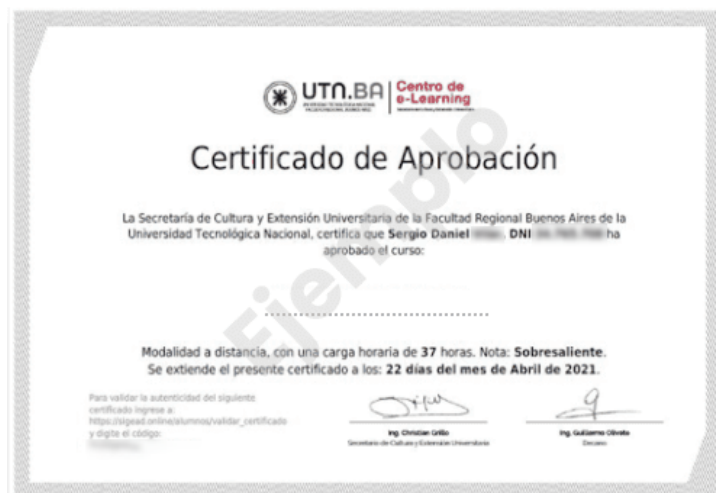 UTN.BA
Centro de
e-Learning
Certificado de Aprobación
La Secretaría de Cultura y Extensión Universitaria de la Facultad Regional Buenos Aires de la
Universidad Tecnológica Nacional, certifica que Sergio Daniel DNI ha
aprobado el curso:
Ejemplo
Modalidad a distancia, con una carga horaria de 37 horas. Nota: Sobresaliente.
Se extiende el presente certificado a los: 22 días del mes de Abril de 2021.
Para validar la autenticidad del siguiente
certificado ingrese a:
https://sigead.online/alumnos/validar_certificado
y digite el código:
Ing. Christian Grillo
Secretario de Cultura y Extensión Universitaria
Ing. Guillermo Oliveto
Decano